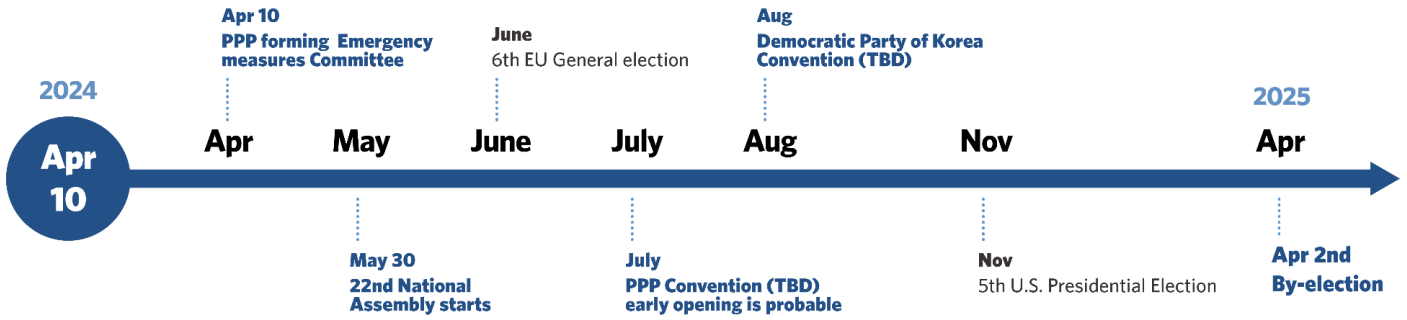 2024
Apr
10
Apr 10
PPP forming Emergency
measures Committee
June
6th EU General election
Aug
Democratic Party of Korea
Convention (TBD)
2025
Apr
May
June
July
Aug
Nov
Apr
May 30
22nd National
Assembly starts
July
PPP Convention (TBD)
early opening is probable
Nov
5th U.S. Presidential Election
Apr 2nd
By-election